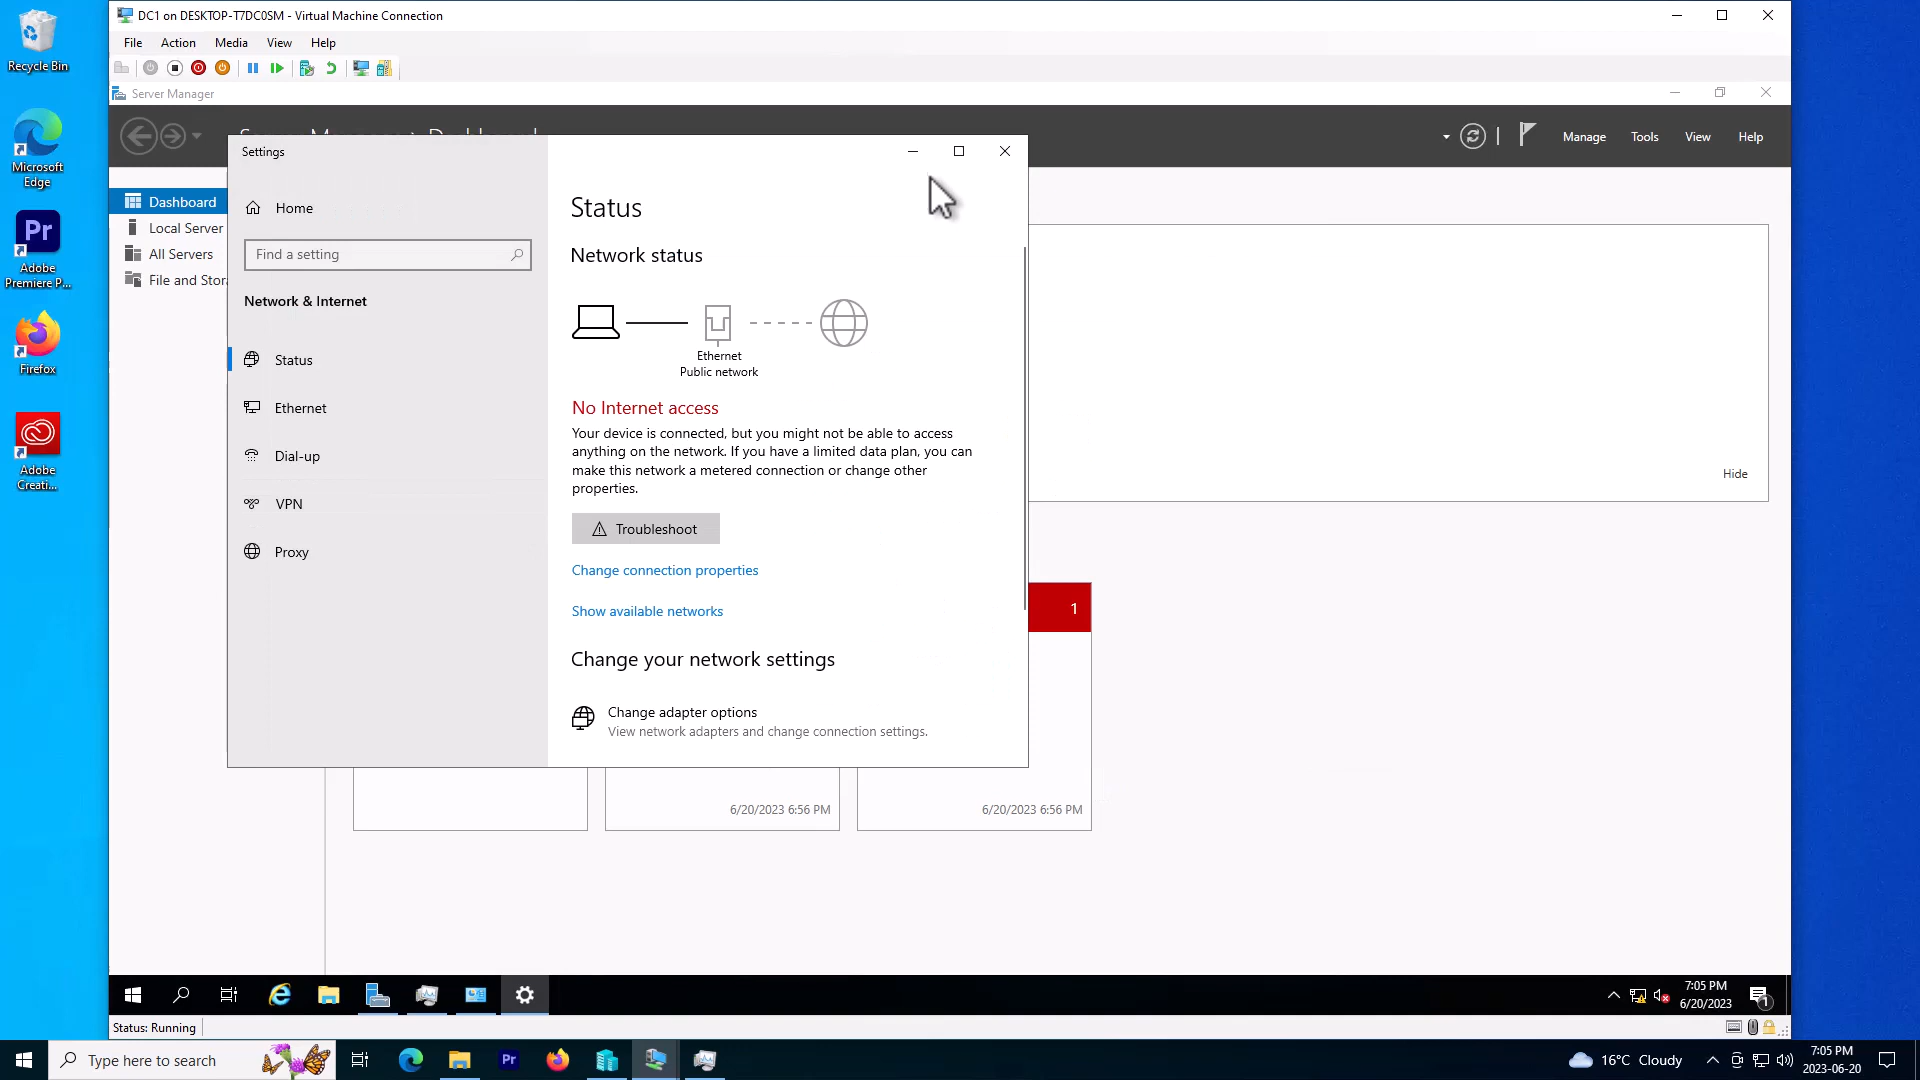 Recycle Bin
Microsoft
Edge
Pr
Adobe
Premiere P...
Firefox
Adobe
Creati...
DC1 on DESKTOP-T7DC0SM - Virtual Machine Connection
File Action Media View Help
Server Manager
Manage Tools View Help
Dashboard
Local Server
All Servers
File and Stora
Settings
Home
Find a setting
Network & Internet
Status
Ethernet
Dial-up
VPN
Proxy
Status
Network status
Ethernet
Public network
No Internet access
Your device is connected, but you might not be able to access
anything on the network. If you have a limited data plan, you can
make this network a metered connection or change other
properties.
Troubleshoot
Change connection properties
Show available networks
Change your network settings
Change adapter options
View network adapters and change connection settings.
Hide
1
6/20/2023 6:56 PM
6/20/2023 6:56 PM
7:05 PM
6/20/2023
1
Status: Running
Type here to search
Pr
16°C Cloudy
7:05 PM
2023-06-20